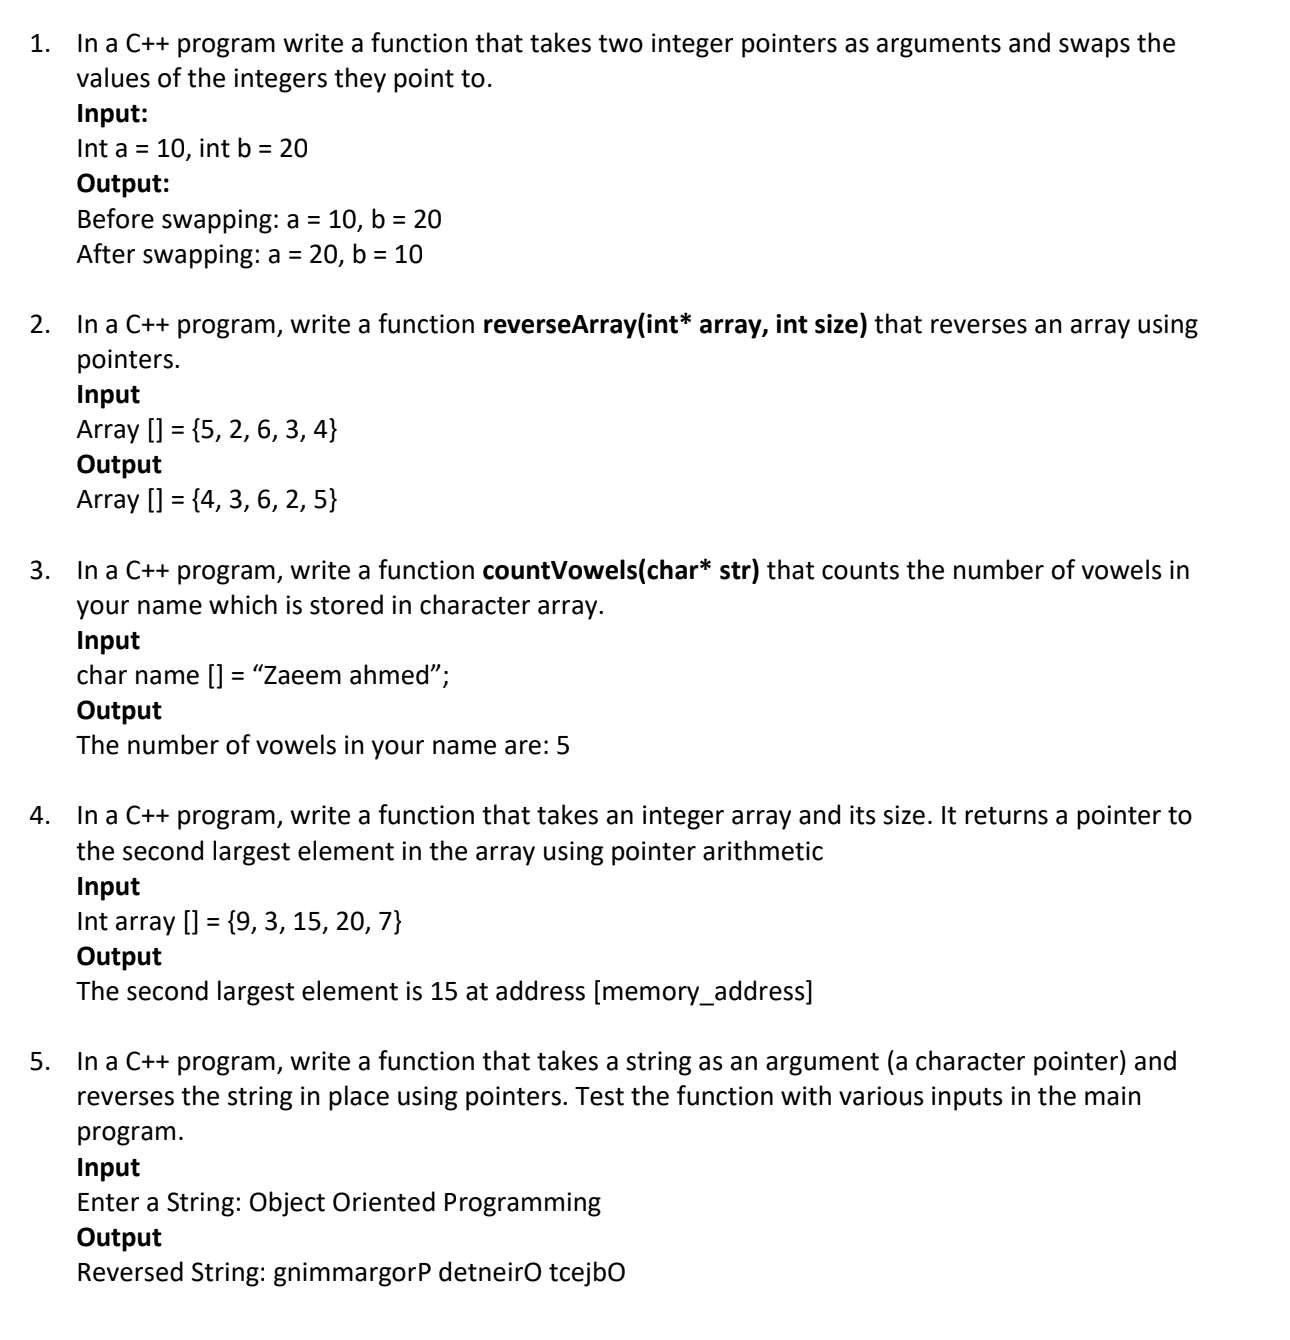 1. In a C++ program write a function that takes two integer pointers as arguments and swaps the
values of the integers they point to.
Input:
Int a = 10, int b = 20
Output:
Before swapping: a = 10, b = 20
After swapping: a = 20, b = 10
2. In a C++ program, write a function reverseArray(int* array, int size) that reverses an array using
pointers.
Input
Array [] = {5, 2, 6, 3, 4}
Output
Array [] = {4, 3, 6, 2, 5}
3. In a C++ program, write a function countVowels(char* str) that counts the number of vowels in
your name which is stored in character array.
Input
char name [] = “Zaeem ahmed”;
Output
The number of vowels in your name are: 5
4. In a C++ program, write a function that takes an integer array and its size. It returns a pointer to
the second largest element in the array using pointer arithmetic
Input
Int array [] = {9, 3, 15, 20, 7}
Output
The second largest element is 15 at address [memory_address]
5. In a C++ program, write a function that takes a string as an argument (a character pointer) and
reverses the string in place using pointers. Test the function with various inputs in the main
program.
Input
Enter a String: Object Oriented Programming
Output
Reversed String: gnimmargorP detneirO tcejbO